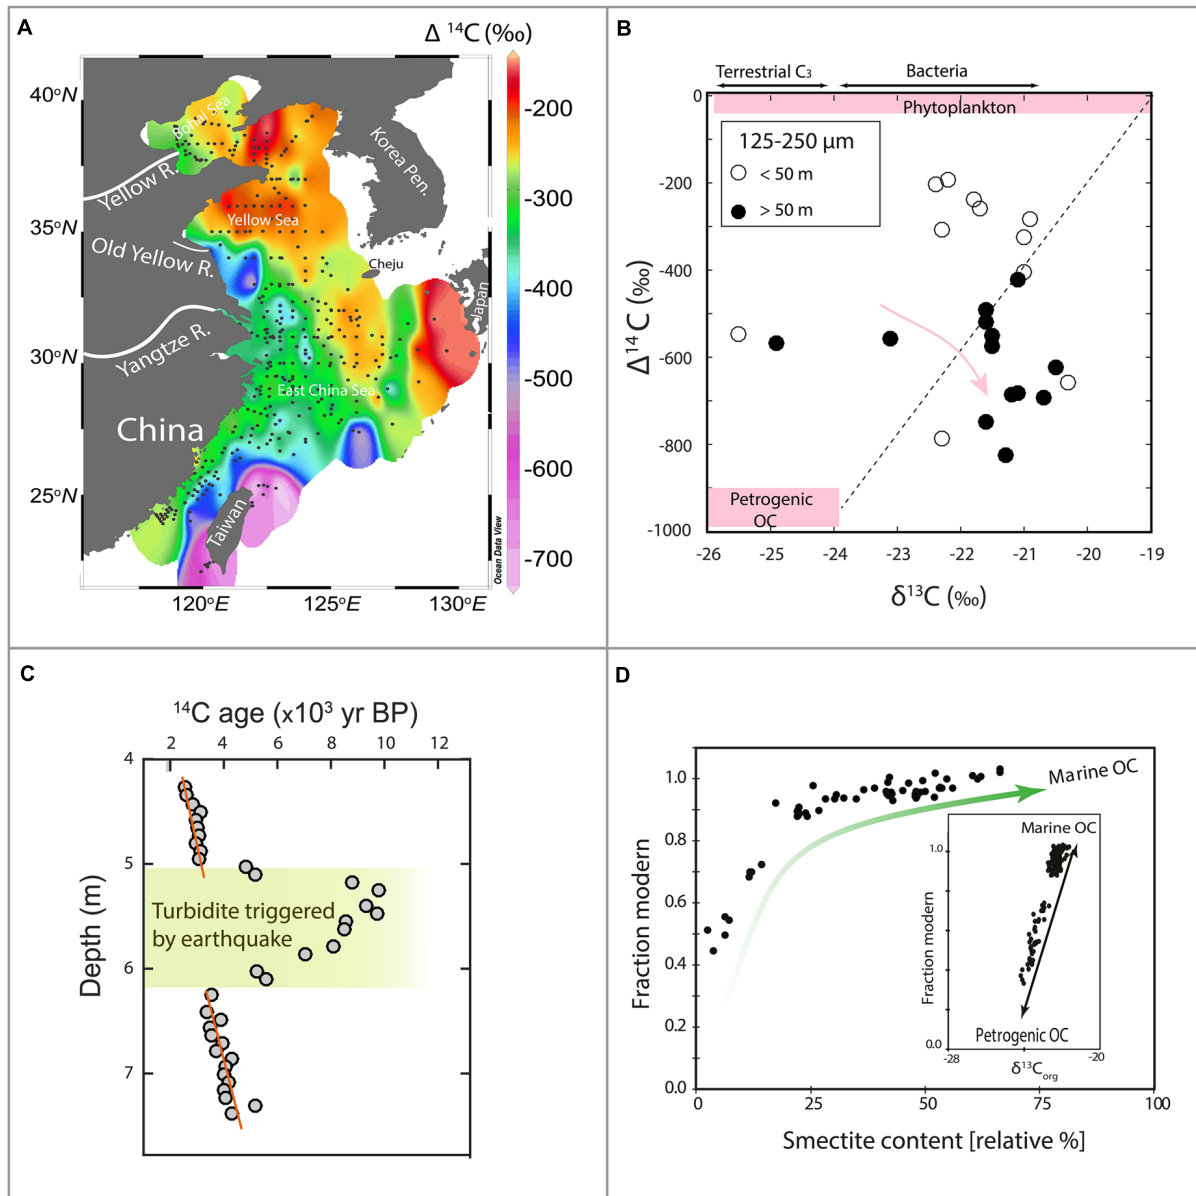 A
Δ ¹⁴C (‰)
40°N
35°N
30°N
25°N
120°E
125°E
130°E
-200
-300
-400
-500
-600
-700
Bohai Sea
Korea Pen.
Yellow R.
Yellow Sea
Old Yellow R.
Cheju
Japan
Yangtze R.
East China Sea
China
Taiwan
Ocean Data View
B
Terrestrial C₃
Bacteria
Phytoplankton
125-250 µm
< 50 m
> 50 m
Petrogenic
OC
0
-200
-400
-600
-800
-1000
Δ¹⁴C (‰)
-26
-25
-24
-23
-22
-21
-20
-19
δ¹³C (‰)
C
¹⁴C age (x10³ yr BP)
2
4
6
8
10
12
4
5
6
7
Depth (m)
Turbidite triggered
by earthquake
D
Marine OC
1.0
0.8
0.6
0.4
0.2
0.0
Fraction modern
0
25
50
75
100
Smectite content [relative %]
Marine OC
1.0
0.0
Fraction modern
Petrogenic OC
-28
-20
δ¹³Corg